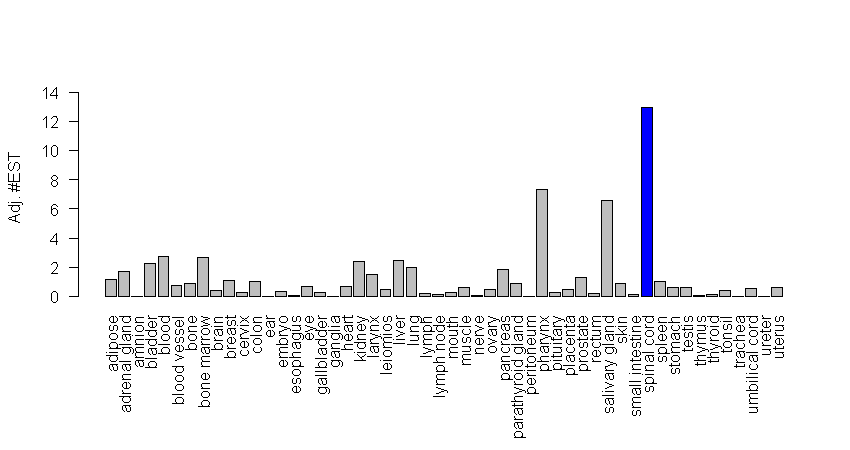 14
12
10
8
6
4
2
0
Adj. #EST
adipose
adrenal gland
amnion
bladder
blood
blood vessel
bone
bone marrow
brain
breast
cervix
colon
ear
embryo
esophagus
eye
gallbladder
ganglia
heart
kidney
larynx
leiomios
liver
lung
lymph
lymph node
mouth
muscle
nerve
ovary
pancreas
parathyroid gland
peritoneum
pharynx
pituitary
placenta
prostate
rectum
salivary gland
skin
small intestine
spinal cord
spleen
stomach
testis
thymus
thyroid
tonsil
trachea
umbilical cord
ureter
uterus